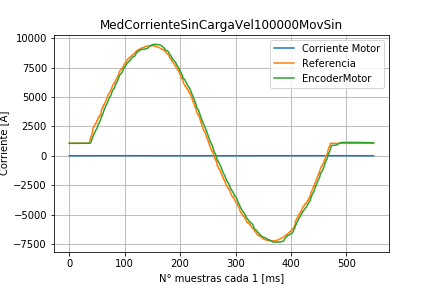 MedCorrienteSinCargaVel100000MovSin
Corriente [A]
10000
7500
5000
2500
0
−2500
−5000
−7500
Corriente Motor
Referencia
EncoderMotor
0 100 200 300 400 500
N° muestras cada 1 [ms]